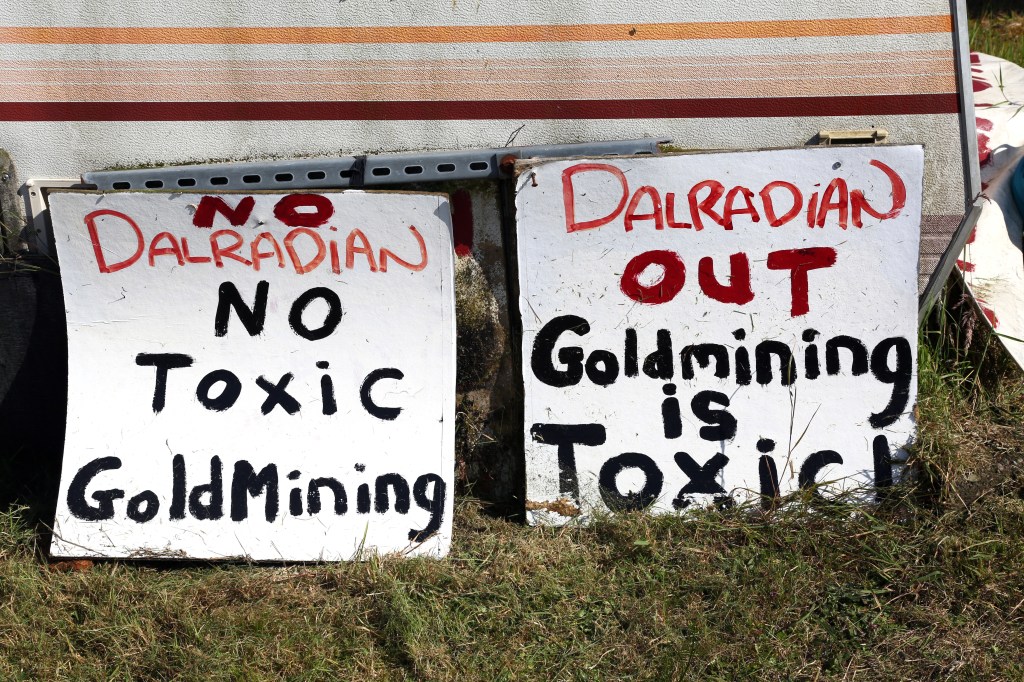 NO
DALRADIAN
NO
Toxic
GoldMining
DALRADIAN
OUT
Goldmining
is
Toxic!